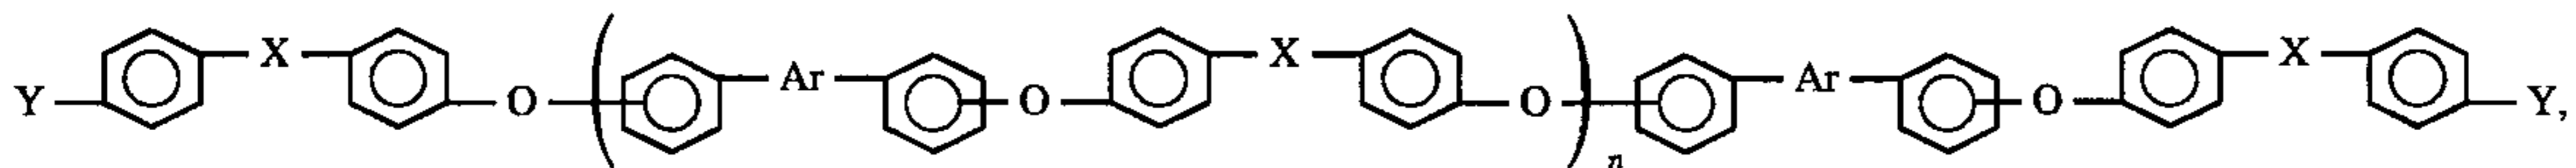 Y X O ( Ar O X O )n Ar O X Y,